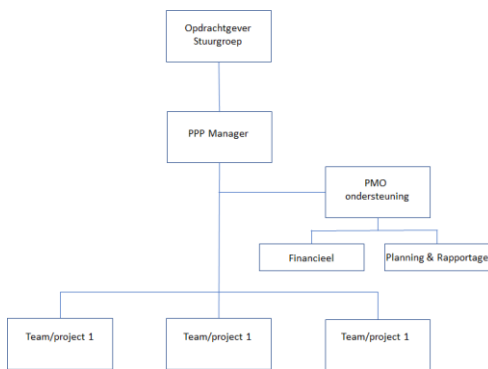 Opdrachtgever
Stuurgroep
PPP Manager
PMO
ondersteuning
Financieel
Planning & Rapportage
Team/project 1
Team/project 1
Team/project 1